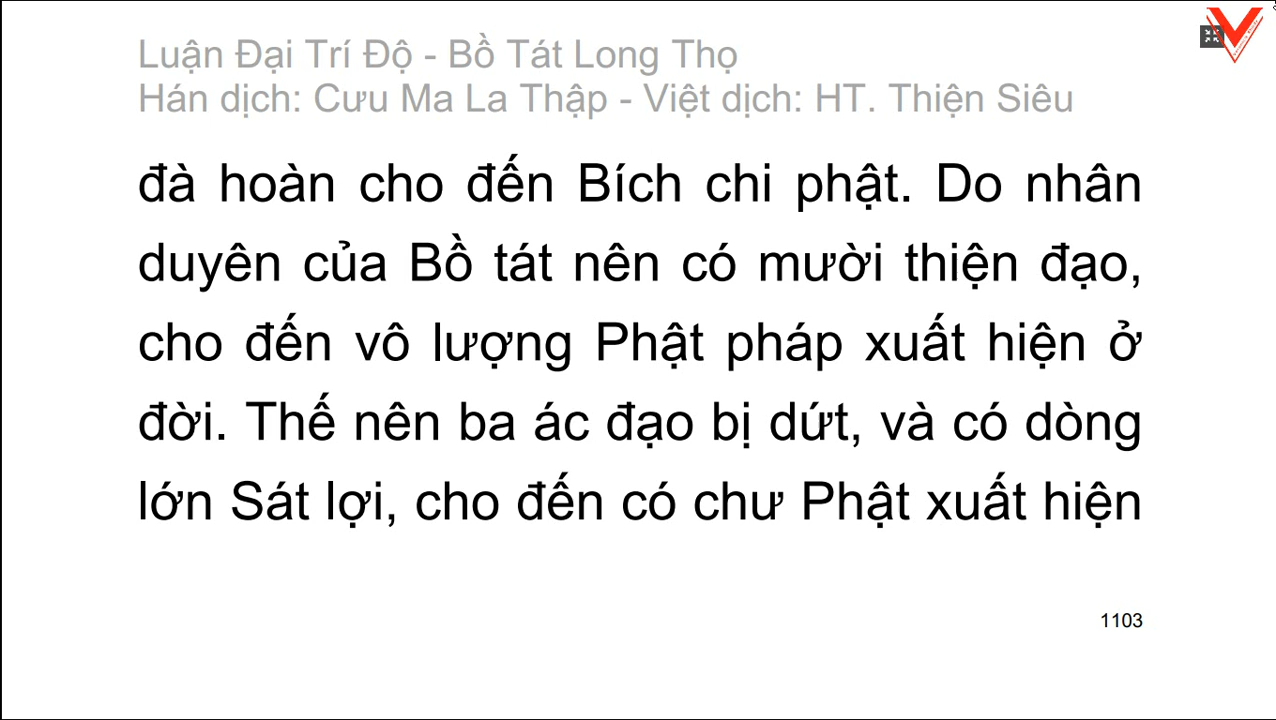 Luận Đại Trí Độ - Bồ Tát Long Thọ
Hán dịch: Cưu Ma La Thập - Việt dịch: HT. Thiện Siêu
đà hoàn cho đến Bích chi phật. Do nhân
duyên của Bồ tát nên có mười thiện đạo,
cho đến vô lượng Phật pháp xuất hiện ở
đời. Thế nên ba ác đạo bị dứt, và có dòng
lớn Sát lợi, cho đến có chư Phật xuất hiện
1103